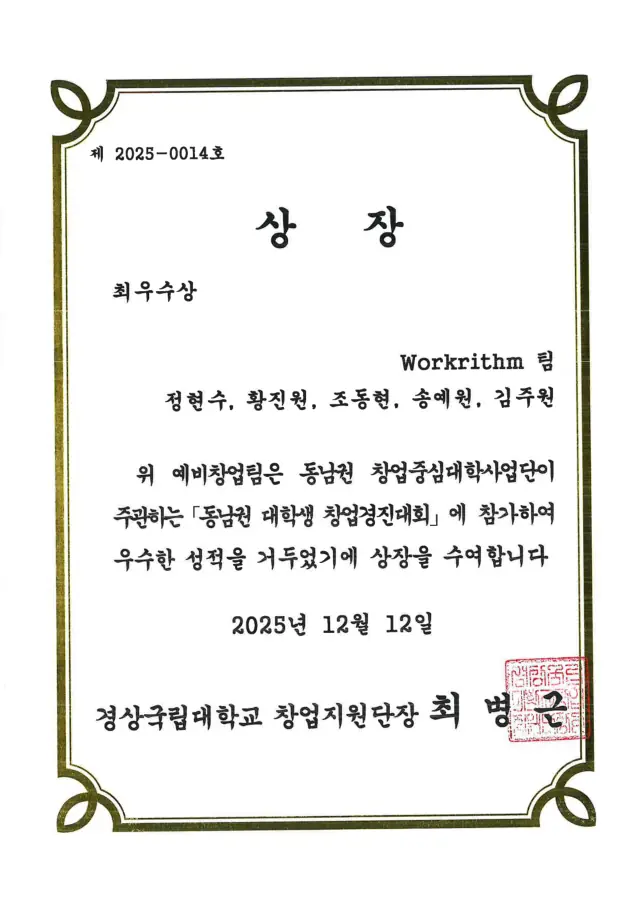 제 2025-0014호
상 장
최우수상
Workrithm 팀
정현수, 황진원, 조동현, 송예원, 김주원
위 예비창업팀은 동남권 창업중심대학사업단이
주관하는 「동남권 대학생 창업경진대회」에 참가하여
우수한 성적을 거두었기에 상장을 수여합니다
2025년 12월 12일
경상국립대학교 창업지원단장 최 병 근